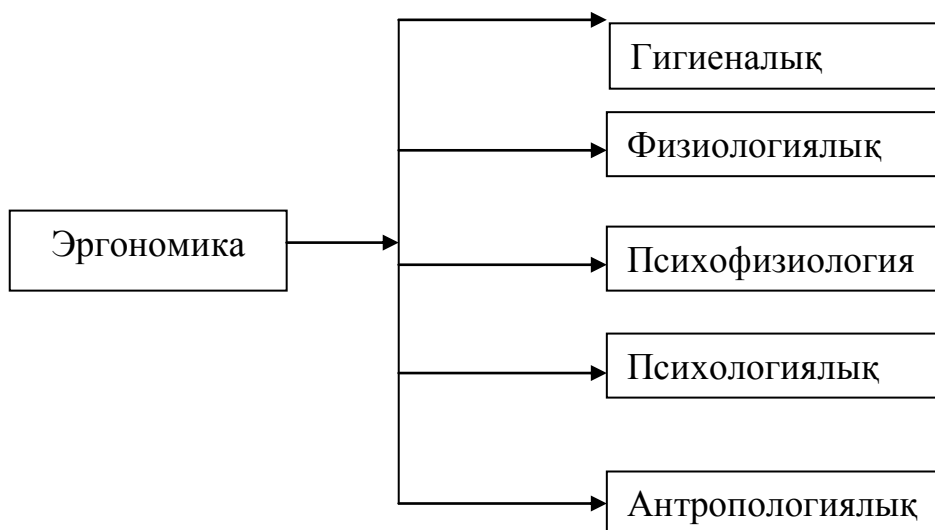 Гигиеналық
Физиологиялық
Эргономика
Психофизиология
Психологиялық
Антропологиялық